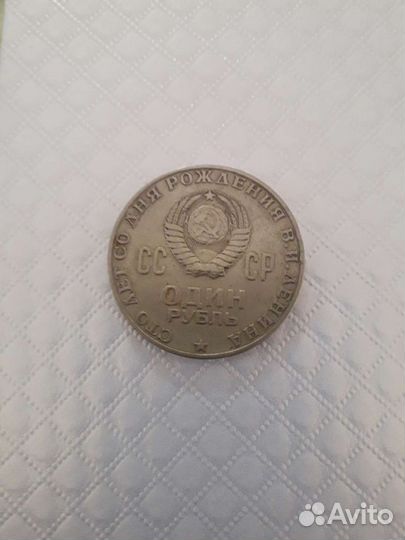 СТО ЛЕТ СО ДНЯ РОЖДЕНИЯ В.И.ЛЕНИНА
СС СР
ОДИН
РУБЛЬ
Avito